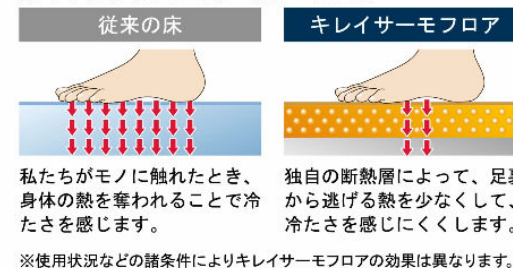 従来の床
私たちがモノに触れたとき、
身体の熱を奪われることで冷
たさを感じます。
キレイサーモフロア
独自の断熱層によって、足裏
から逃げる熱を少なくして、
冷たさを感じにくくします。
※使用状況などの諸条件によりキレイサーモフロアの効果は異なります。